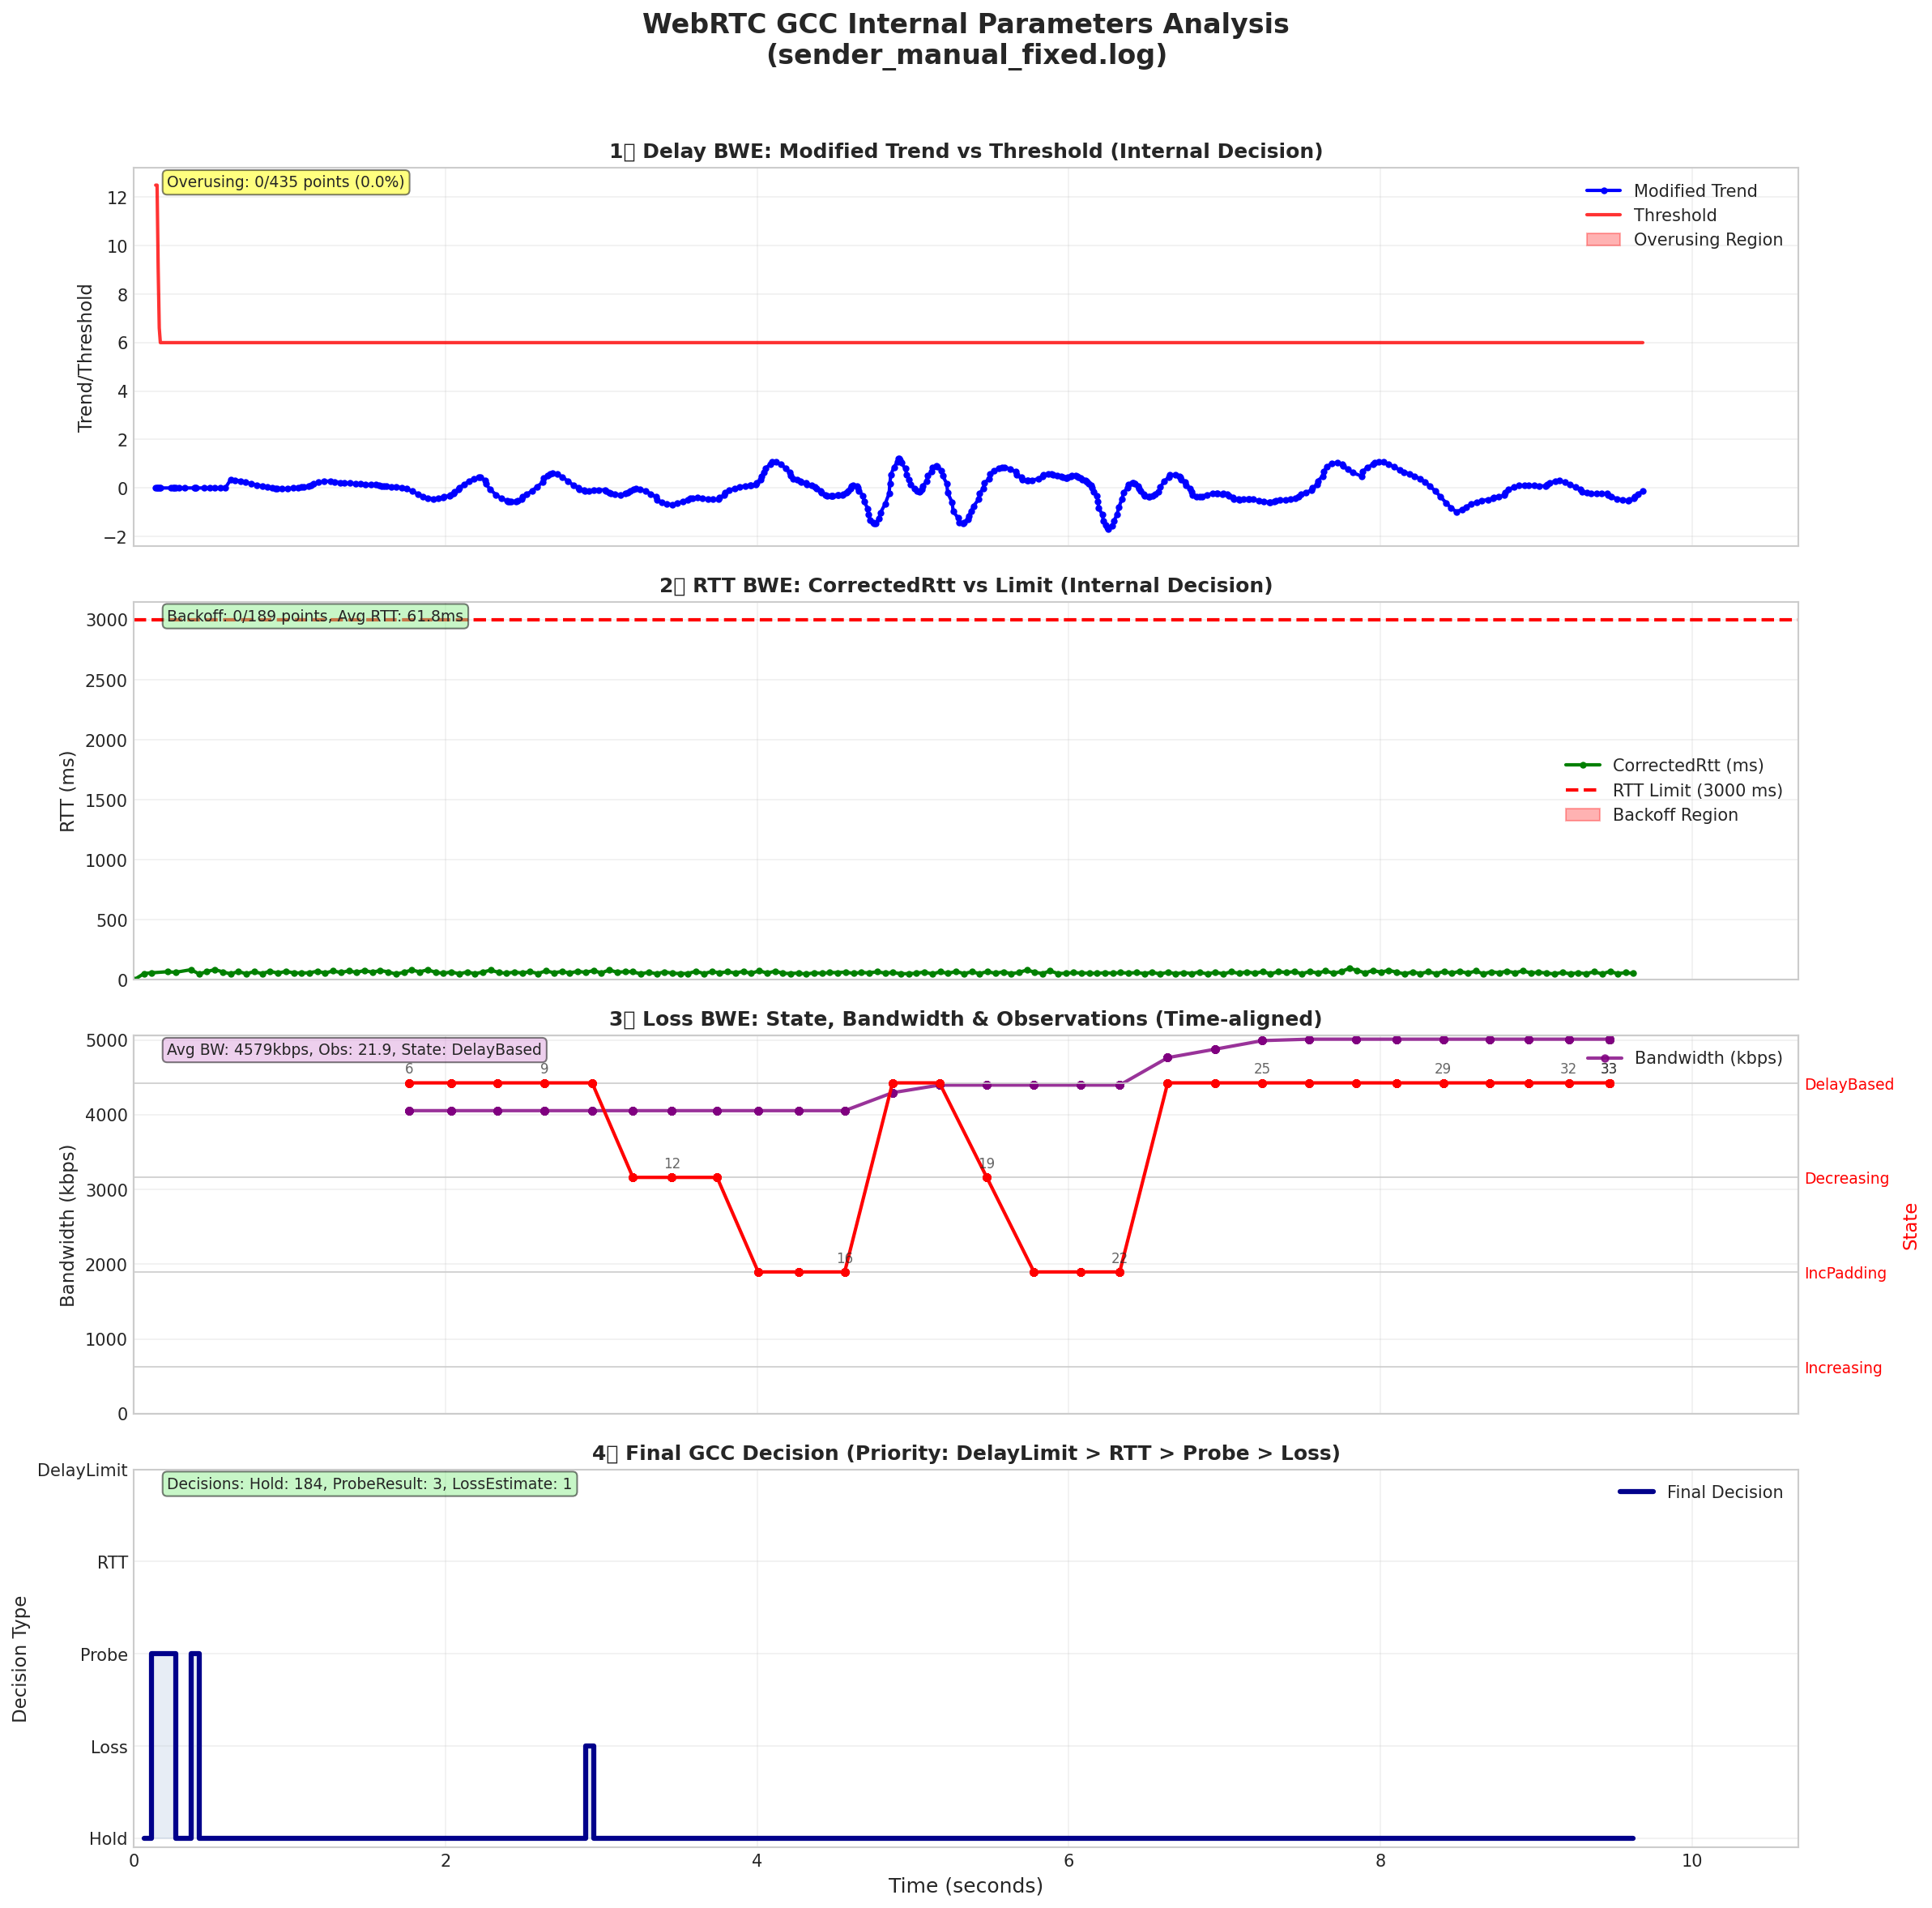 WebRTC GCC Internal Parameters Analysis
(sender_manual_fixed.log)
1▯ Delay BWE: Modified Trend vs Threshold (Internal Decision)
Overusing: 0/435 points (0.0%)
Modified Trend
Threshold
Overusing Region
Trend/Threshold
12
10
8
6
4
2
0
−2
2▯ RTT BWE: CorrectedRtt vs Limit (Internal Decision)
Backoff: 0/189 points, Avg RTT: 61.8ms
CorrectedRtt (ms)
RTT Limit (3000 ms)
Backoff Region
RTT (ms)
3000
2500
2000
1500
1000
500
0
3▯ Loss BWE: State, Bandwidth & Observations (Time-aligned)
Avg BW: 4579kbps, Obs: 21.9, State: DelayBased
Bandwidth (kbps)
Bandwidth (kbps)
5000
4000
3000
2000
1000
0
6
9
12
16
19
22
25
29
32
33
DelayBased
Decreasing
IncPadding
Increasing
State
4▯ Final GCC Decision (Priority: DelayLimit > RTT > Probe > Loss)
Decisions: Hold: 184, ProbeResult: 3, LossEstimate: 1
Final Decision
Decision Type
DelayLimit
RTT
Probe
Loss
Hold
0
2
4
6
8
10
Time (seconds)